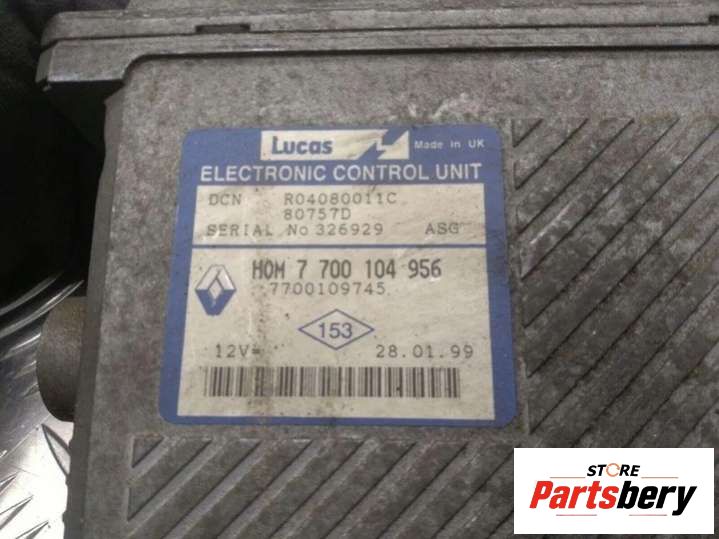 Lucas Made in UK
ELECTRONIC CONTROL UNIT
DCN R04080011C
80757D
SERIAL No 326929 ASG
HOM 7 700 104 956
7700109745
153
12V= 28.01.99
STORE
Partsbery